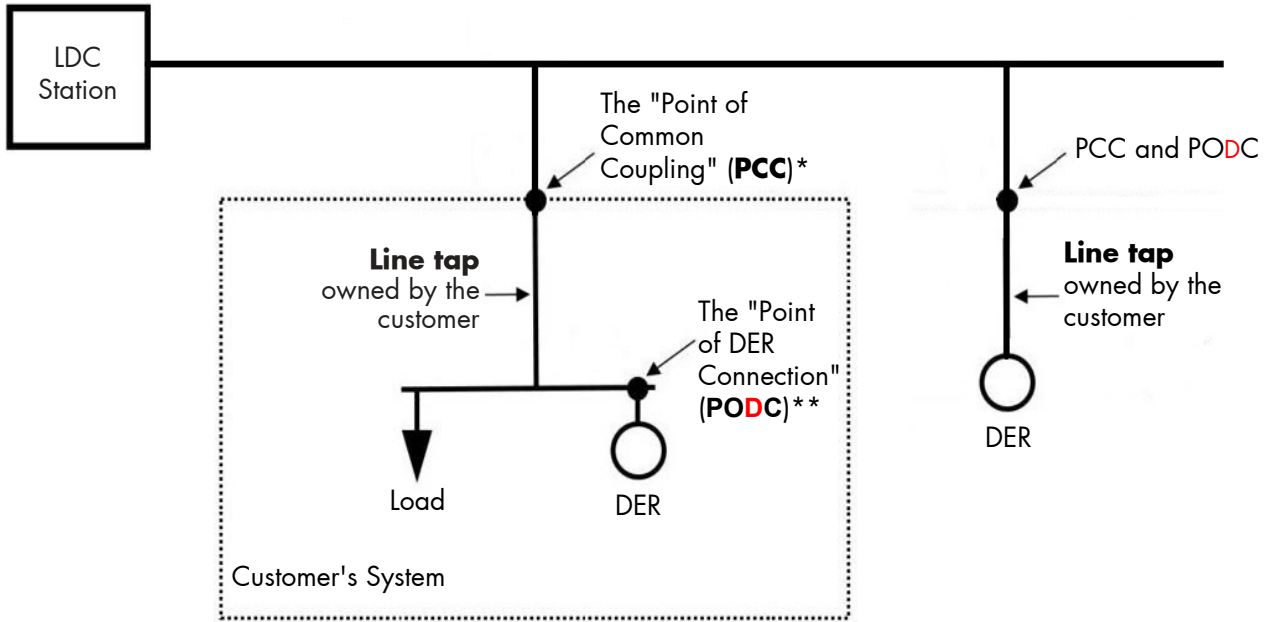 LDC
Station
The "Point of
Common
Coupling" (PCC)*
PCC and PODC
Line tap
owned by the
customer
The "Point
of DER
Connection"
(PODC)**
Line tap
owned by the
customer
DER
Load
DER
Customer's System